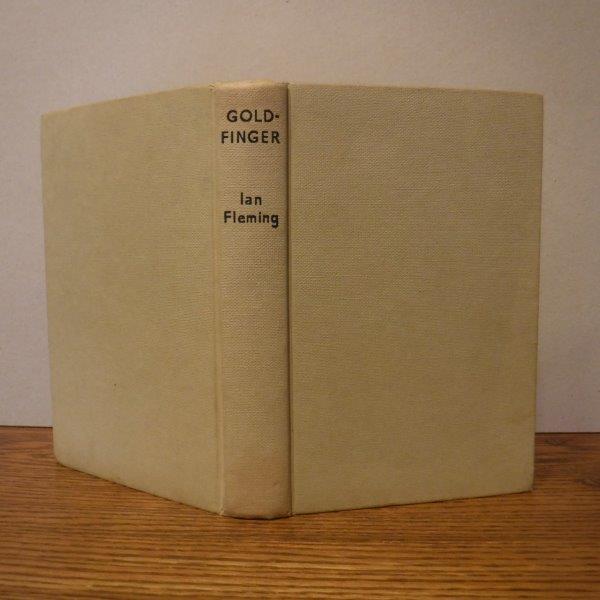 GOLD-
FINGER
Ian
Fleming